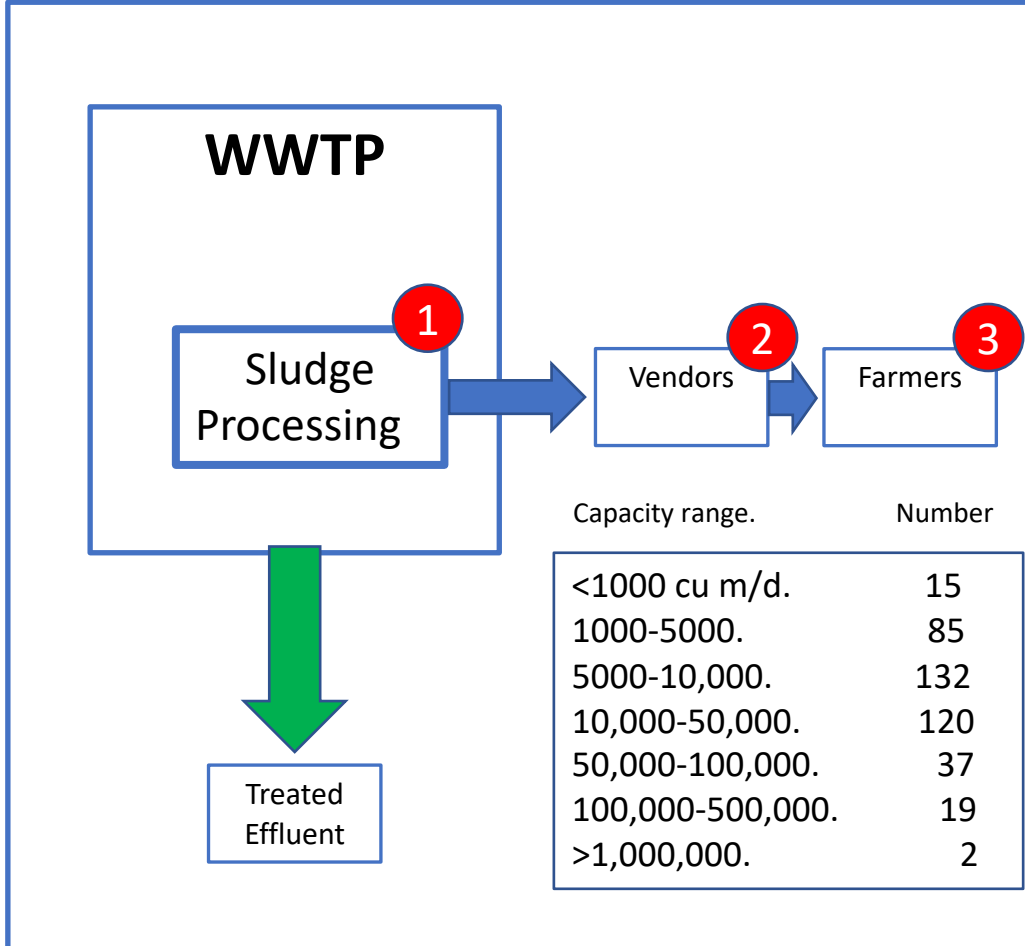 WWTP
1
Sludge
Processing
2
Vendors
3
Farmers
Capacity range. Number
<1000 cu m/d. 15
1000-5000. 85
5000-10,000. 132
10,000-50,000. 120
50,000-100,000. 37
100,000-500,000. 19
>1,000,000. 2
Treated
Effluent